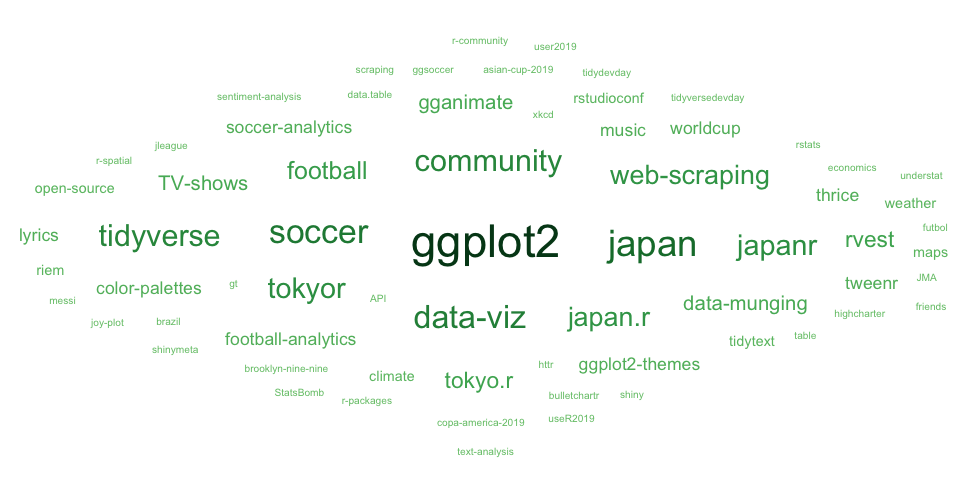 r-community
user2019
scraping
ggsoccer
asian-cup-2019
tidydevday
sentiment-analysis
data.table
gganimate
rstudioconf
tidyversedevday
xkcd
soccer-analytics
music
worldcup
jleague
rstats
r-spatial
football
community
web-scraping
economics
understat
open-source
TV-shows
thrice
weather
lyrics
tidyverse
soccer
ggplot2
japan
japanr
rvest
futbol
maps
riem
color-palettes
gt
tokyor
API
tweenr
JMA
messi
data-munging
friends
joy-plot
brazil
data-viz
japan.r
highcharter
football-analytics
tidytext
table
shinymeta
brooklyn-nine-nine
climate
tokyo.r
httr
ggplot2-themes
StatsBomb
r-packages
bulletchartr
shiny
copa-america-2019
useR2019
text-analysis